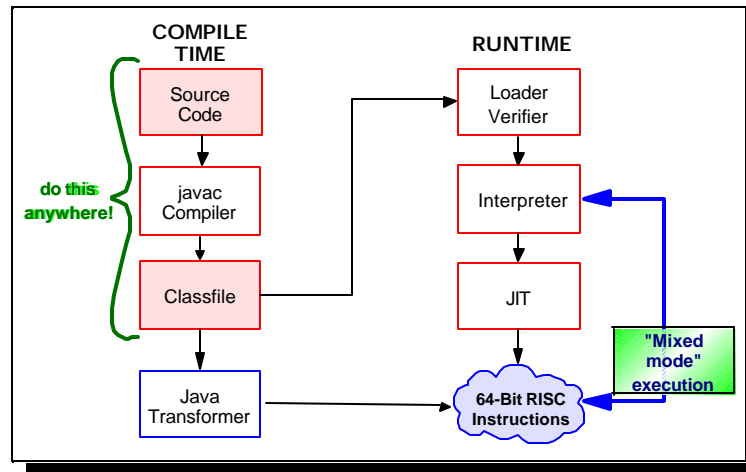 COMPILE
TIME
RUNTIME
Source
Code
Loader
Verifier
do this
anywhere!
javac
Compiler
Interpreter
Classfile
JIT
"Mixed
mode"
execution
Java
Transformer
64-Bit RISC
Instructions